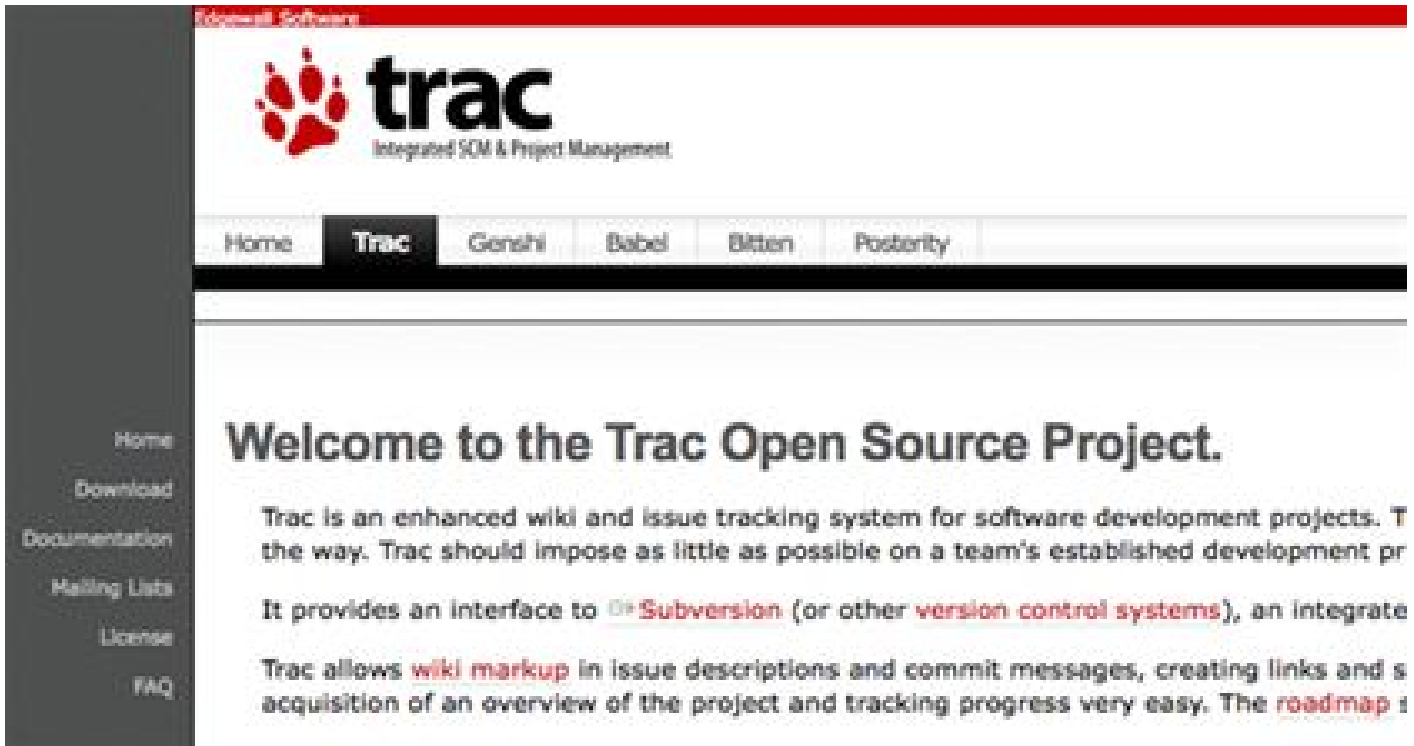 Edgewall Software
trac
Integrated SCM & Project Management
Home Trac Genshi Babel Bitten Posterity
Home
Download
Documentation
Mailing Lists
License
FAQ
Welcome to the Trac Open Source Project.
Trac is an enhanced wiki and issue tracking system for software development projects. T
the way. Trac should impose as little as possible on a team's established development pr
It provides an interface to Subversion (or other version control systems), an integrate
Trac allows wiki markup in issue descriptions and commit messages, creating links and s
acquisition of an overview of the project and tracking progress very easy. The roadmap s